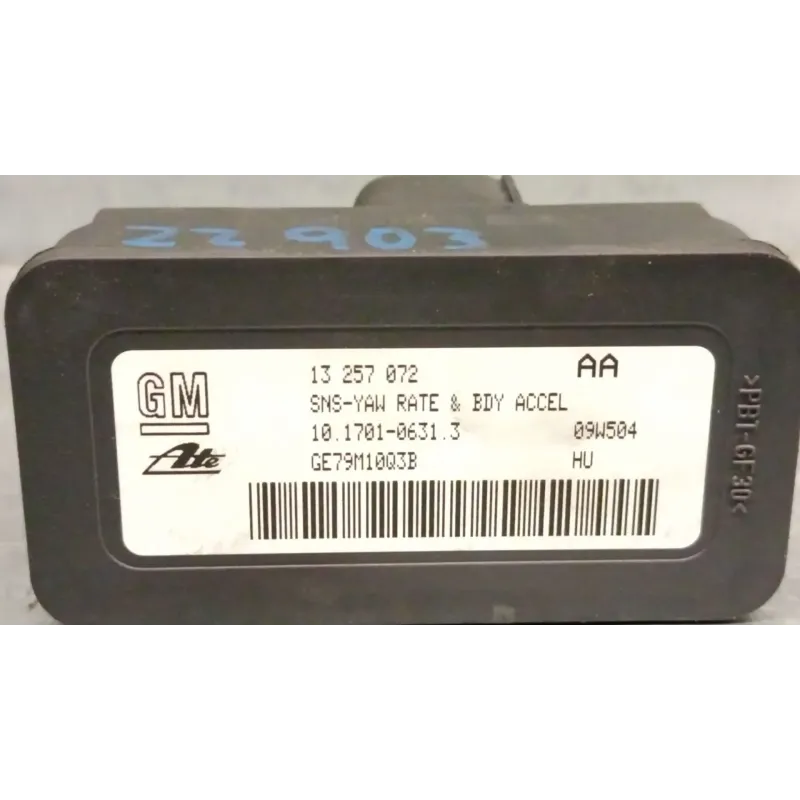 22903
GM
13 257 072 AA
SNS-YAW RATE & BDY ACCEL
10.1701-0631.3 09W504
Ate GE79M10Q3B HU
>PBT-GF30<